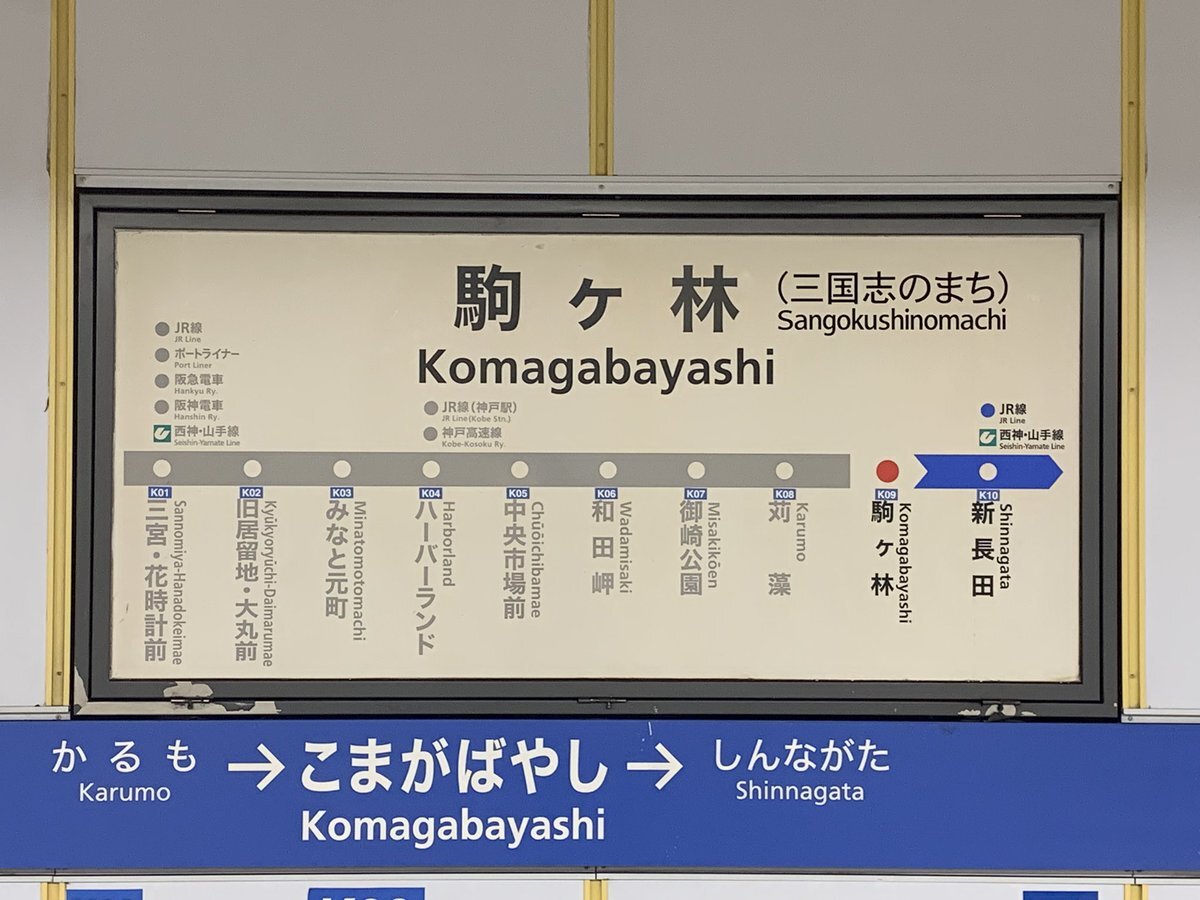 駒ヶ林
(三国志のまち)
Sangokushinomachi
Komagabayashi
JR線
JR Line
ポートライナー
Port Liner
阪急電車
Hankyu Ry.
阪神電車
Hanshin Ry.
西神・山手線
Seishin-Yamate Line
JR線(神戸駅)
JR Line(Kobe Stn.)
神戸高速線
Kobe-Kosoku Ry.
JR線
JR Line
西神・山手線
Seishin-Yamate Line
K01
三宮・花時計前
Sannomiya-Hanadokeimae
K02
旧居留地・大丸前
Kyūkyoryūchi-Daimarumae
K03
みなと元町
Minatomotomachi
K04
ハーバーランド
Harborland
K05
中央市場前
Chūōichibamae
K06
和田岬
Wadamisaki
K07
御崎公園
Misakikōen
K08
苅藻
Karumo
K09
駒ヶ林
Komagabayashi
K10
新長田
Shinnagata
かるも → こまがばやし → しんながた
Karumo
Komagabayashi
Shinnagata